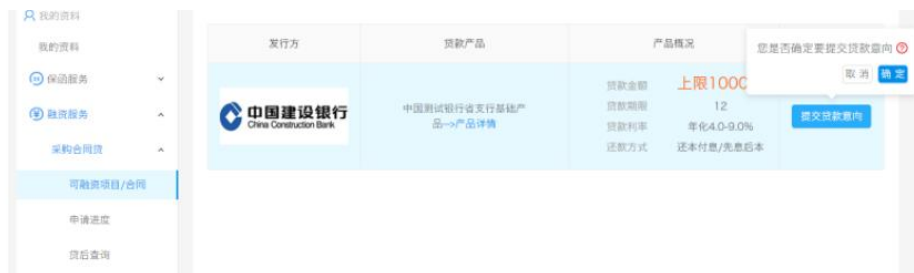 我的资料
我的资料
保函服务
融资服务
采购合同贷
可融资项目/合同
申请进度
贷后查询
发行方
贷款产品
产品概况
中国建设银行
China Construction Bank
中国测试银行省支行基础产
品-->产品详情
贷款金额 上限1000
贷款期限 12
贷款利率 年化4.0-9.0%
还款方式 还本付息/先息后本
您是否确定要提交贷款意向
取 消 确 定
提交贷款意向